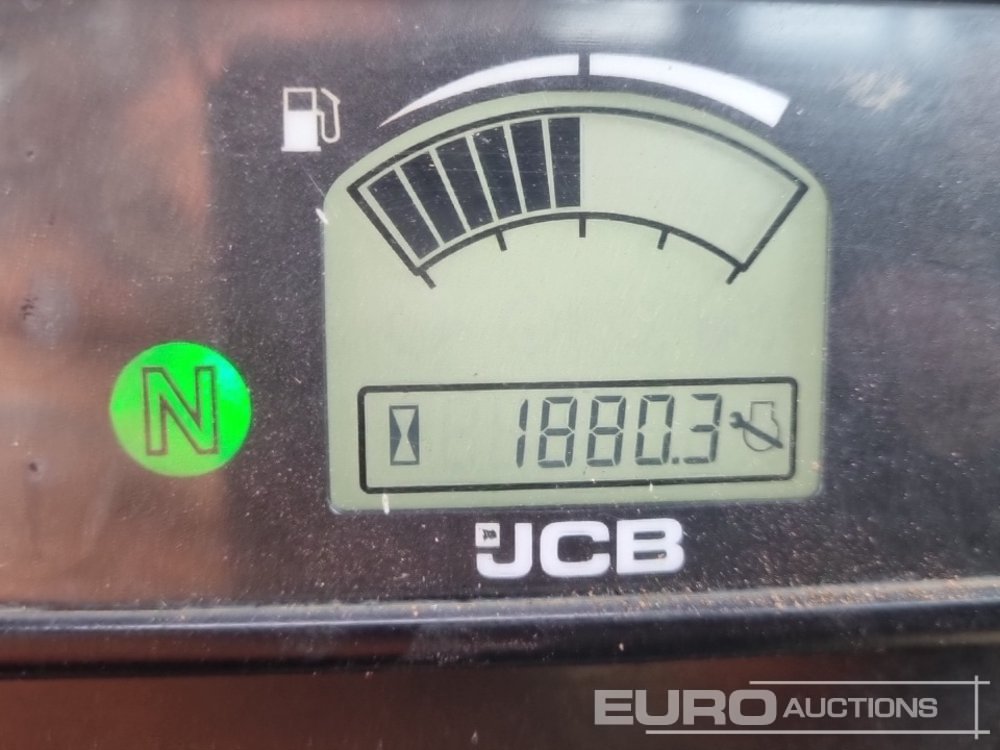 N
1880.3
JCB
EURO AUCTIONS